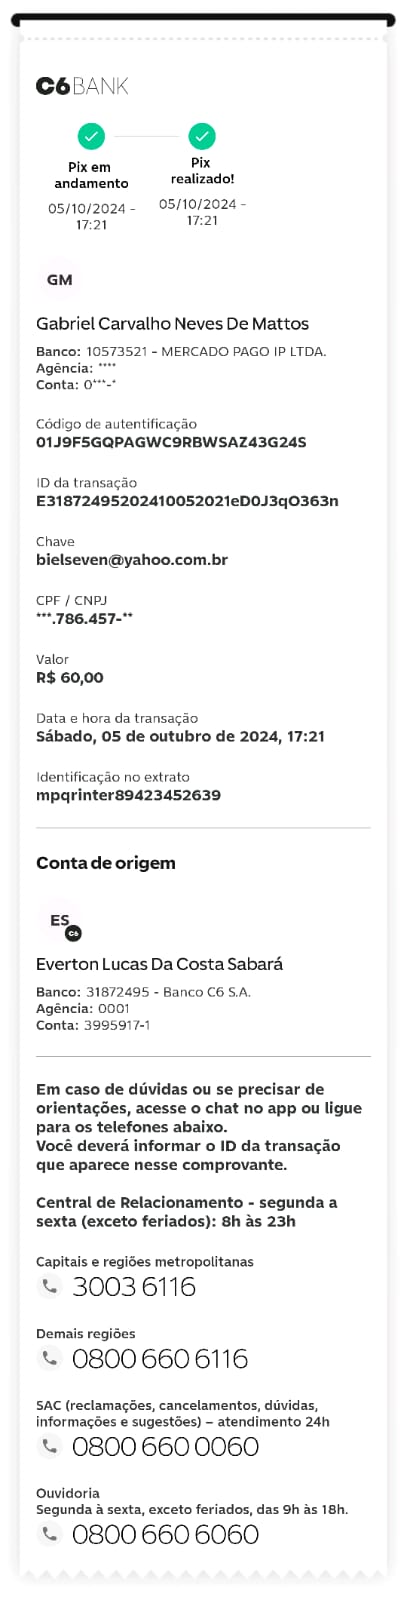 C6BANK
Pix em
andamento
05/10/2024 -
17:21
Pix
realizado!
05/10/2024 -
17:21
GM
Gabriel Carvalho Neves De Mattos
Banco: 10573521 - MERCADO PAGO IP LTDA.
Agência: ****
Conta: 0***-*
Código de autentificação
01J9F5GQPAGWC9RBWSAZ43G24S
ID da transação
E31872495202410052021eD0J3qO363n
Chave
bielseven@yahoo.com.br
CPF / CNPJ
***.786.457-**
Valor
R$ 60,00
Data e hora da transação
Sábado, 05 de outubro de 2024, 17:21
Identificação no extrato
mpqrinter89423452639
Conta de origem
ES
C6
Everton Lucas Da Costa Sabará
Banco: 31872495 - Banco C6 S.A.
Agência: 0001
Conta: 3995917-1
Em caso de dúvidas ou se precisar de
orientações, acesse o chat no app ou ligue
para os telefones abaixo.
Você deverá informar o ID da transação
que aparece nesse comprovante.
Central de Relacionamento - segunda a
sexta (exceto feriados): 8h às 23h
Capitais e regiões metropolitanas
3003 6116
Demais regiões
0800 660 6116
SAC (reclamações, cancelamentos, dúvidas,
informações e sugestões) – atendimento 24h
0800 660 0060
Ouvidoria
Segunda à sexta, exceto feriados, das 9h às 18h.
0800 660 6060